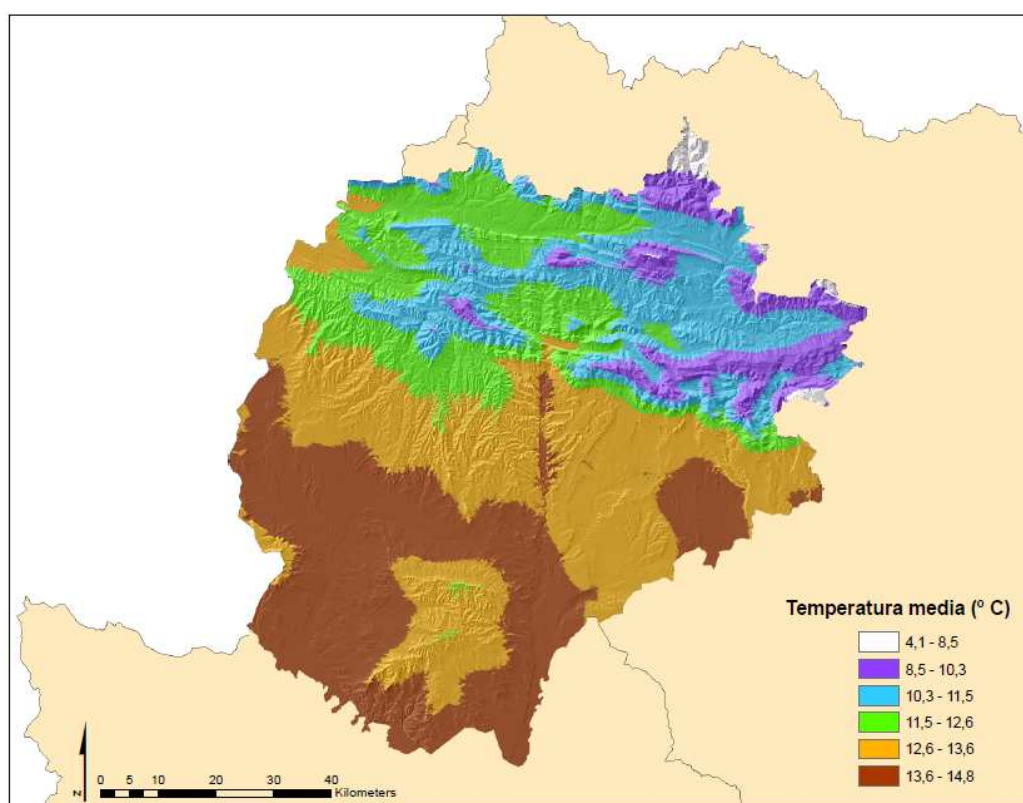 Temperatura media (º C)
4,1 - 8,5
8,5 - 10,3
10,3 - 11,5
11,5 - 12,6
12,6 - 13,6
13,6 - 14,8
N
0 5 10 20 30 40
Kilometers